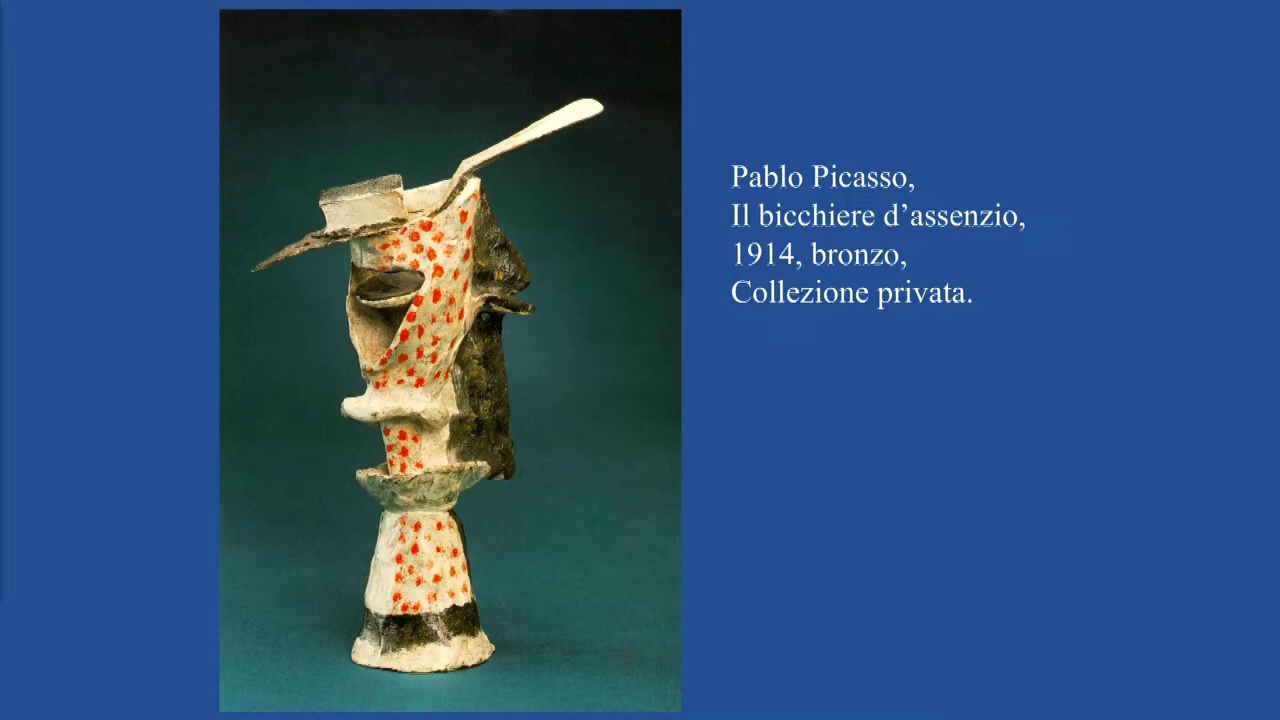 Pablo Picasso,
Il bicchiere d’assenzio,
1914, bronzo,
Collezione privata.